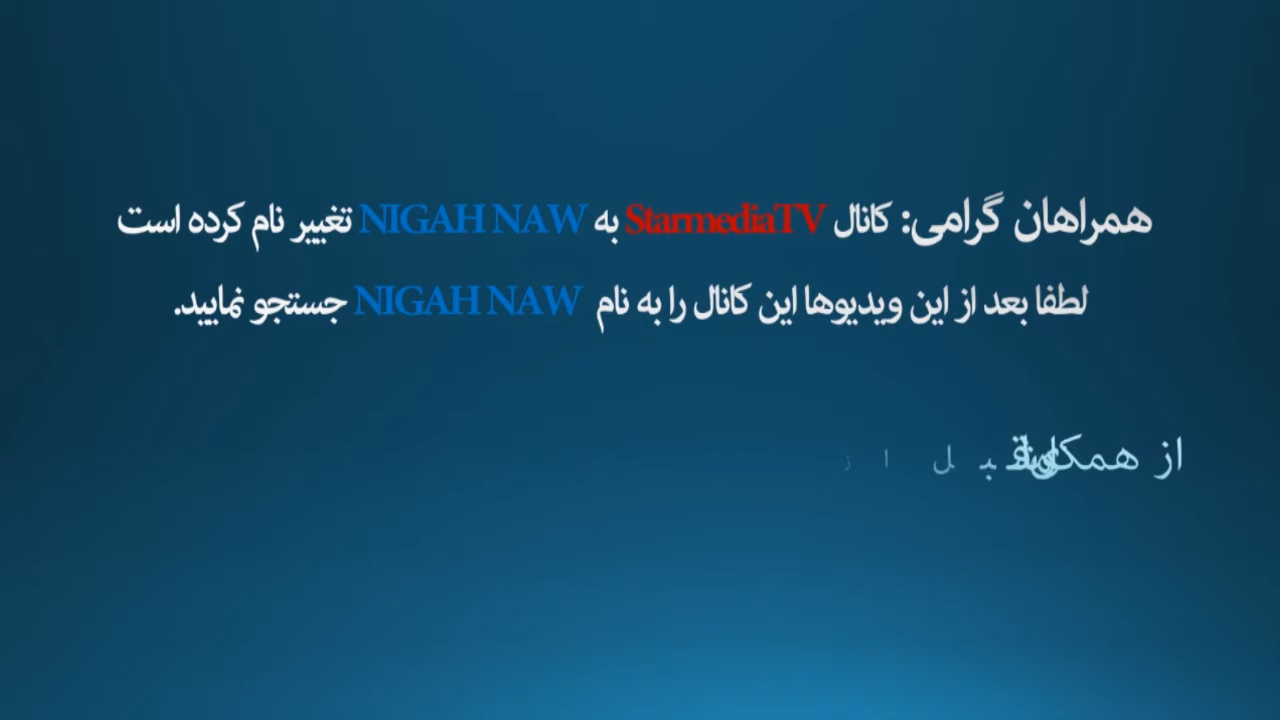 همراهان گرامی: کانال StarmediaTV به NIGAH NAW تغییر نام کرده است
لطفا بعد از این ویدیوها این کانال را به نام NIGAH NAW جستجو نمایید.
از